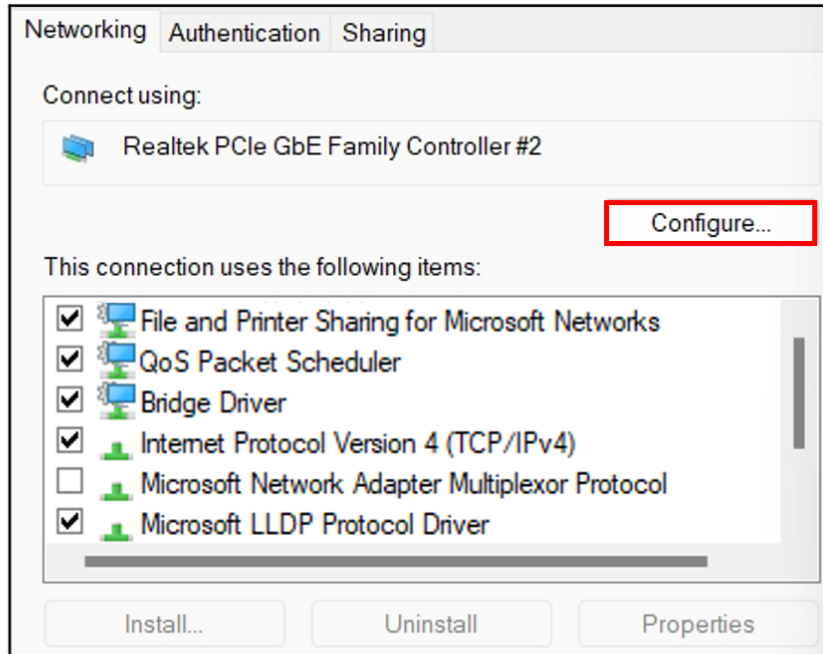 Networking Authentication Sharing
Connect using:
Realtek PCIe GbE Family Controller #2
Configure...
This connection uses the following items:
File and Printer Sharing for Microsoft Networks
QoS Packet Scheduler
Bridge Driver
Internet Protocol Version 4 (TCP/IPv4)
Microsoft Network Adapter Multiplexor Protocol
Microsoft LLDP Protocol Driver
Install... Uninstall Properties